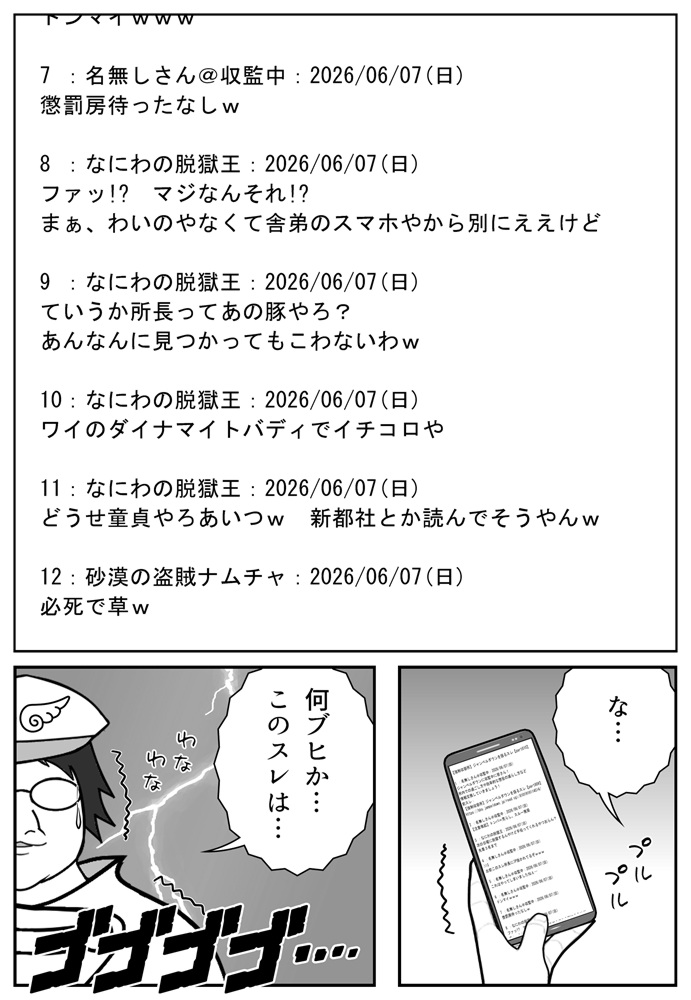 ドンマイｗｗｗ
7 ：名無しさん＠収監中：2026/06/07(日)
懲罰房待ったなしｗ
8 ：なにわの脱獄王：2026/06/07(日)
ファッ!?　マジなんそれ!?
まぁ、わいのやなくて舎弟のスマホやから別にええけど
9 ：なにわの脱獄王：2026/06/07(日)
ていうか所長ってあの豚やろ？
あんなんに見つかってもこわないわｗ
10：なにわの脱獄王：2026/06/07(日)
ワイのダイナマイトバディでイチコロや
11：なにわの脱獄王：2026/06/07(日)
どうせ童貞やろあいつｗ　新都社とか読んでそうやんｗ
12：砂漠の盗賊ナムチャ：2026/06/07(日)
必死で草ｗ
な…
プル
プル
何ブヒか…
このスレは…
わな
わな
ゴゴゴゴ‥‥